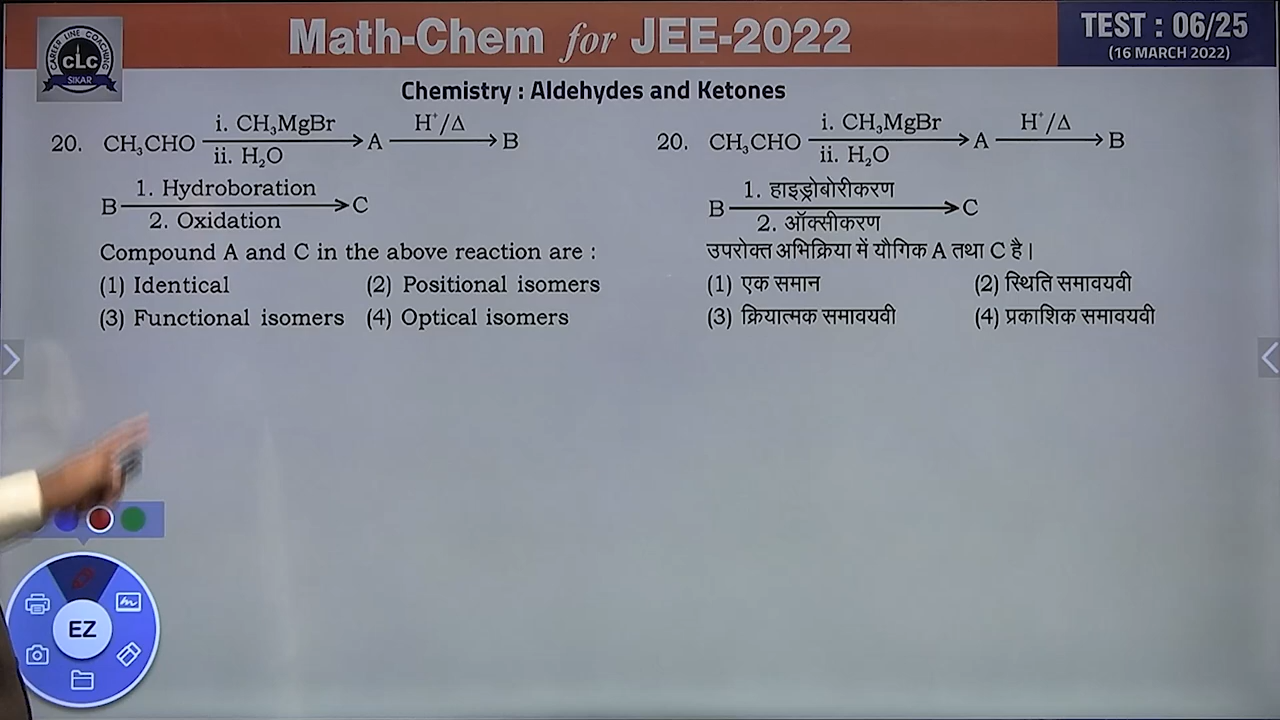 CAREER LINE COACHING
CLC
SIKAR
Math-Chem for JEE-2022
TEST : 06/25
(16 MARCH 2022)
Chemistry : Aldehydes and Ketones
20. CH₃CHO i. CH₃MgBr ii. H₂O → A H⁺/Δ → B
B 1. Hydroboration 2. Oxidation → C
Compound A and C in the above reaction are :
(1) Identical (2) Positional isomers
(3) Functional isomers (4) Optical isomers
20. CH₃CHO i. CH₃MgBr ii. H₂O → A H⁺/Δ → B
B 1. हाइड्रोबोरीकरण 2. ऑक्सीकरण → C
उपरोक्त अभिक्रिया में यौगिक A तथा C है।
(1) एक समान (2) स्थिति समावयवी
(3) क्रियात्मक समावयवी (4) प्रकाशिक समावयवी
EZ